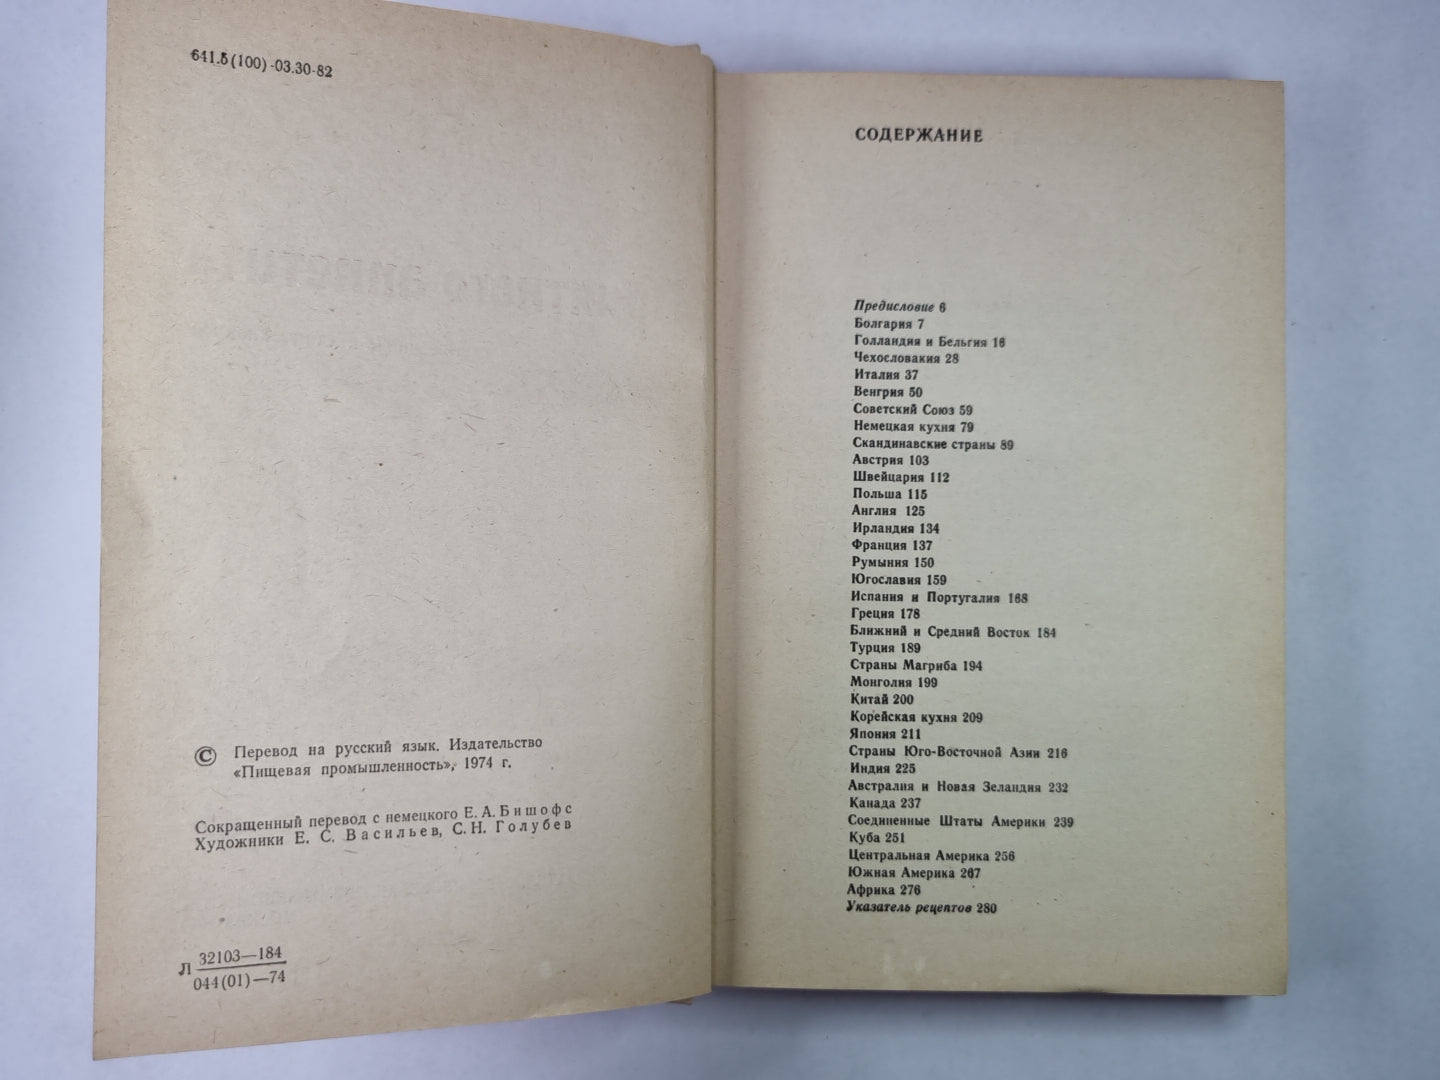 641.5(100)-03.30-82
© Перевод на русский язык. Издательство
«Пищевая промышленность», 1974 г.
Сокращенный перевод с немецкого Е. А. Бишофс
Художники Е. С. Васильев, С. Н. Голубев
Л 32103—184
044(01)—74
СОДЕРЖАНИЕ
Предисловие 6
Болгария 7
Голландия и Бельгия 16
Чехословакия 28
Италия 37
Венгрия 50
Советский Союз 59
Немецкая кухня 79
Скандинавские страны 89
Австрия 103
Швейцария 112
Польша 115
Англия 125
Ирландия 134
Франция 137
Румыния 150
Югославия 159
Испания и Португалия 168
Греция 178
Ближний и Средний Восток 184
Турция 189
Страны Магриба 194
Монголия 199
Китай 200
Корейская кухня 209
Япония 211
Страны Юго-Восточной Азии 216
Индия 225
Австралия и Новая Зеландия 232
Канада 237
Соединенные Штаты Америки 239
Куба 251
Центральная Америка 256
Южная Америка 267
Африка 276
Указатель рецептов 280